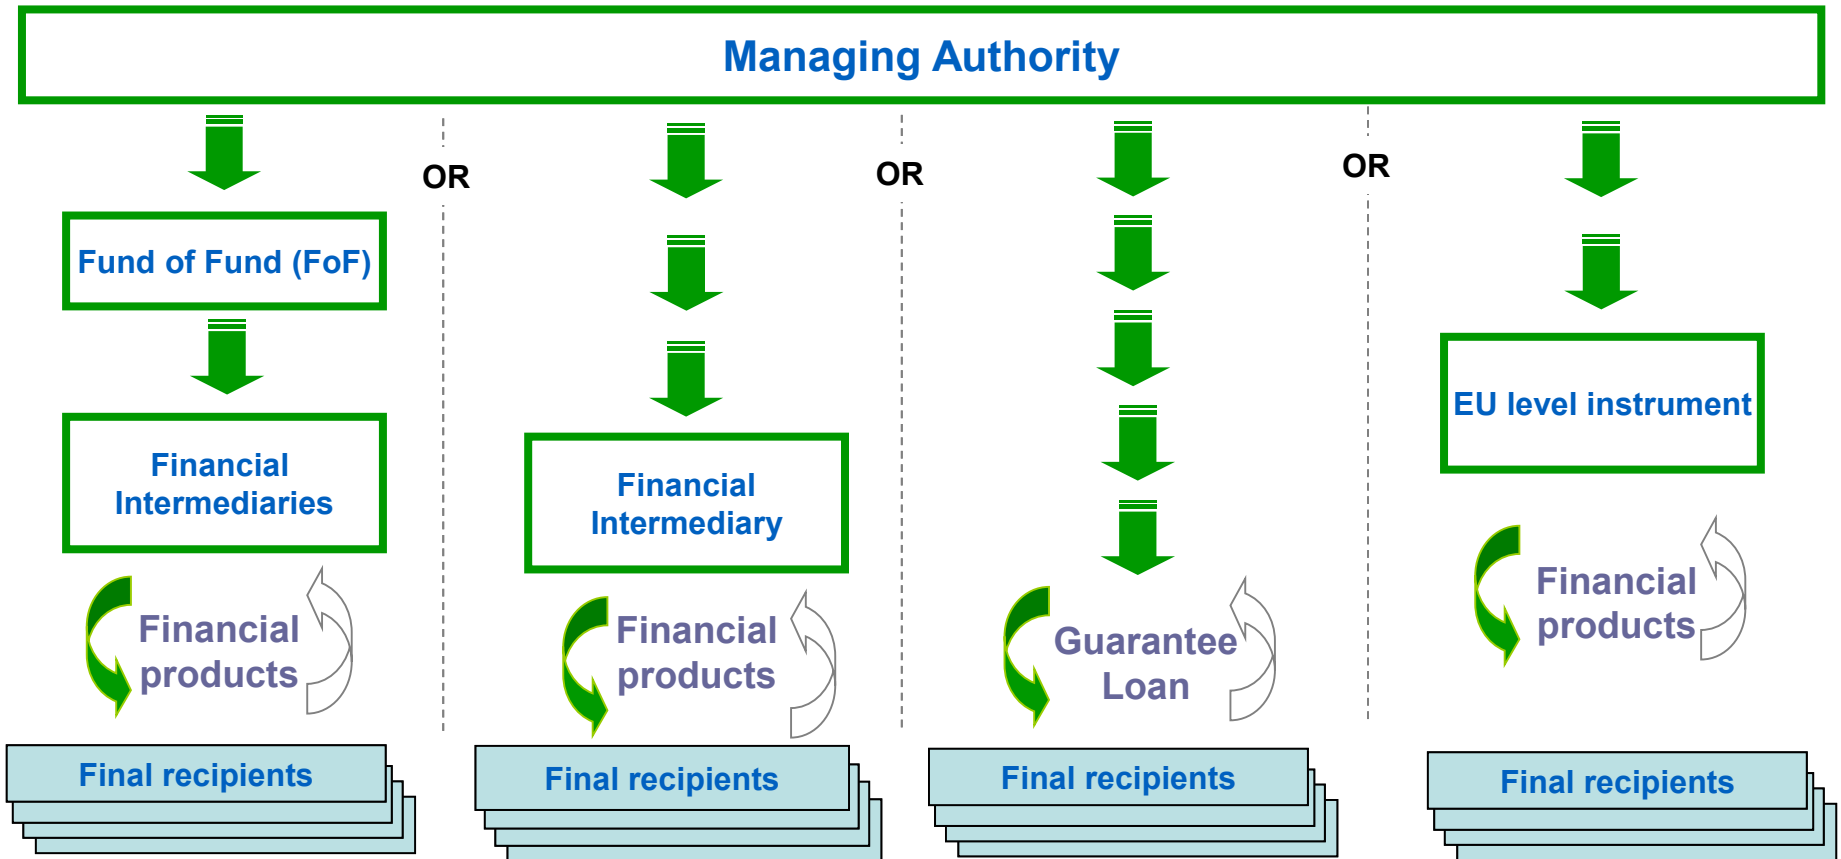 Managing Authority
OR
OR
OR
Fund of Fund (FoF)
Financial
Intermediaries
Financial
products
Final recipients
Financial
Intermediary
Financial
products
Final recipients
Guarantee
Loan
Final recipients
EU level instrument
Financial
products
Final recipients